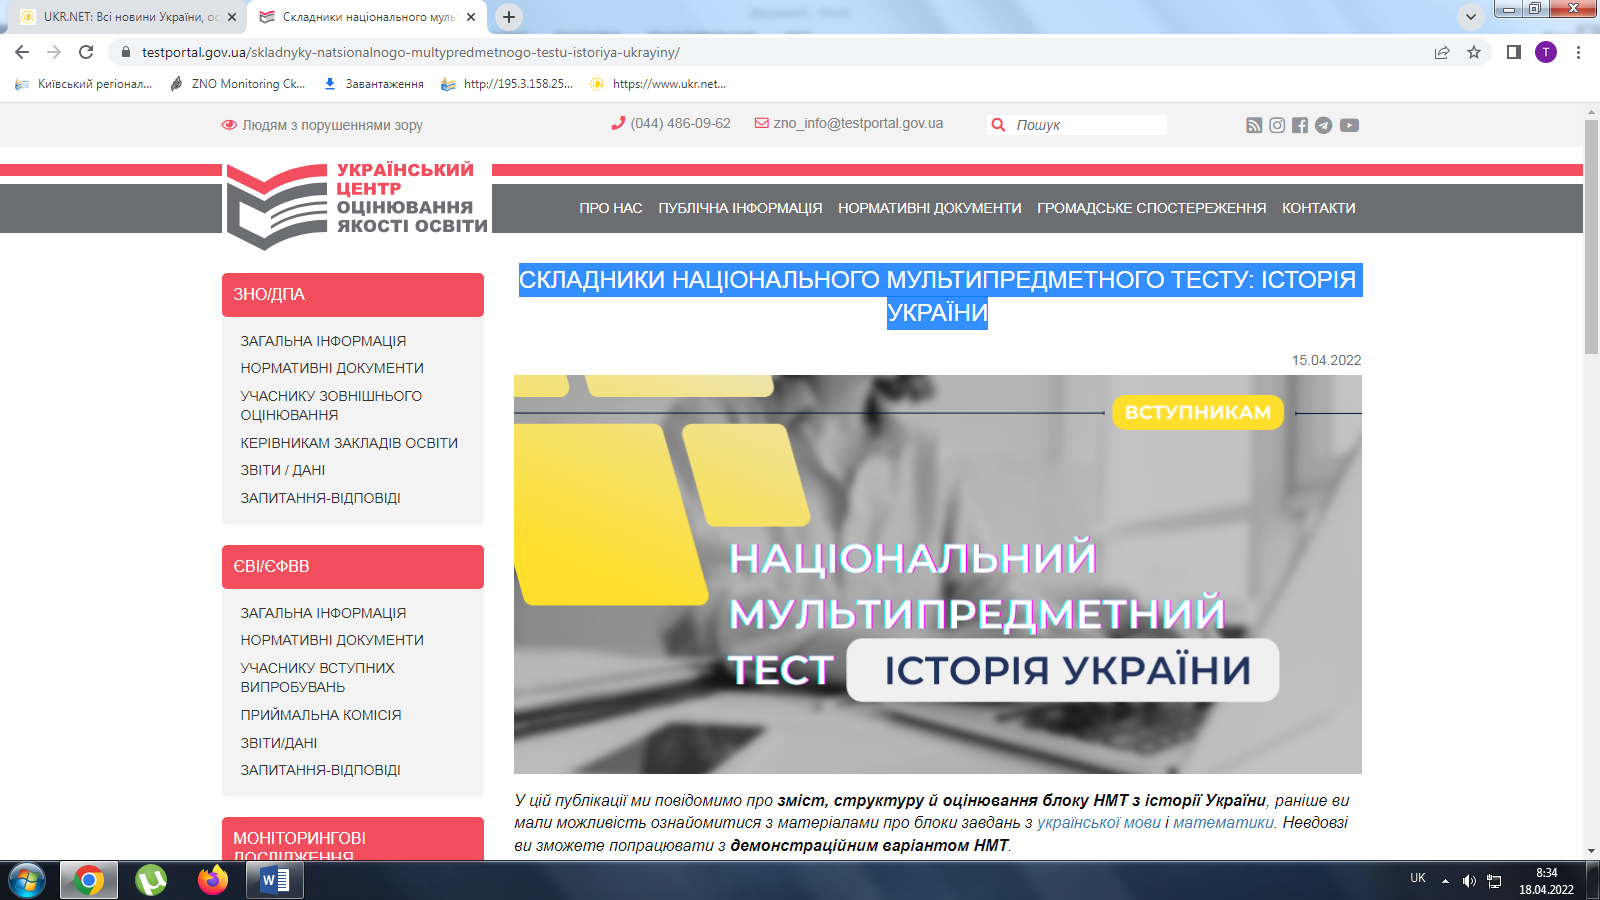 UKR.NET: Всі новини України, ос
Складники національного муль
testportal.gov.ua/skladnyky-natsionalnogo-multypredmetnogo-testu-istoriya-ukrayiny/
T
Київський регіонал...
ZNO Monitoring Ck...
Завантаження
http://195.3.158.25...
https://www.ukr.net...
Людям з порушеннями зору
(044) 486-09-62
zno_info@testportal.gov.ua
Пошук
УКРАЇНСЬКИЙ
ЦЕНТР
ОЦІНЮВАННЯ
ЯКОСТІ ОСВІТИ
ПРО НАС ПУБЛІЧНА ІНФОРМАЦІЯ НОРМАТИВНІ ДОКУМЕНТИ ГРОМАДСЬКЕ СПОСТЕРЕЖЕННЯ КОНТАКТИ
ЗНО/ДПА
ЗАГАЛЬНА ІНФОРМАЦІЯ
НОРМАТИВНІ ДОКУМЕНТИ
УЧАСНИКУ ЗОВНІШНЬОГО
ОЦІНЮВАННЯ
КЕРІВНИКАМ ЗАКЛАДІВ ОСВІТИ
ЗВІТИ / ДАНІ
ЗАПИТАННЯ-ВІДПОВІДІ
ЄВІ/ЄФВВ
ЗАГАЛЬНА ІНФОРМАЦІЯ
НОРМАТИВНІ ДОКУМЕНТИ
УЧАСНИКУ ВСТУПНИХ
ВИПРОБУВАНЬ
ПРИЙМАЛЬНА КОМІСІЯ
ЗВІТИ/ДАНІ
ЗАПИТАННЯ-ВІДПОВІДІ
МОНІТОРИНГОВІ
ДОСЛІДЖЕННЯ
СКЛАДНИКИ НАЦІОНАЛЬНОГО МУЛЬТИПРЕДМЕТНОГО ТЕСТУ: ІСТОРІЯ
УКРАЇНИ
15.04.2022
ВСТУПНИКАМ
НАЦІОНАЛЬНИЙ
МУЛЬТИПРЕДМЕТНИЙ
ТЕСТ ІСТОРІЯ УКРАЇНИ
У цій публікації ми повідомимо про зміст, структуру й оцінювання блоку НМТ з історії України, раніше ви
мали можливість ознайомитися з матеріалами про блоки завдань з української мови і математики. Невдовзі
ви зможете попрацювати з демонстраційним варіантом НМТ.
UK
8:34
18.04.2022